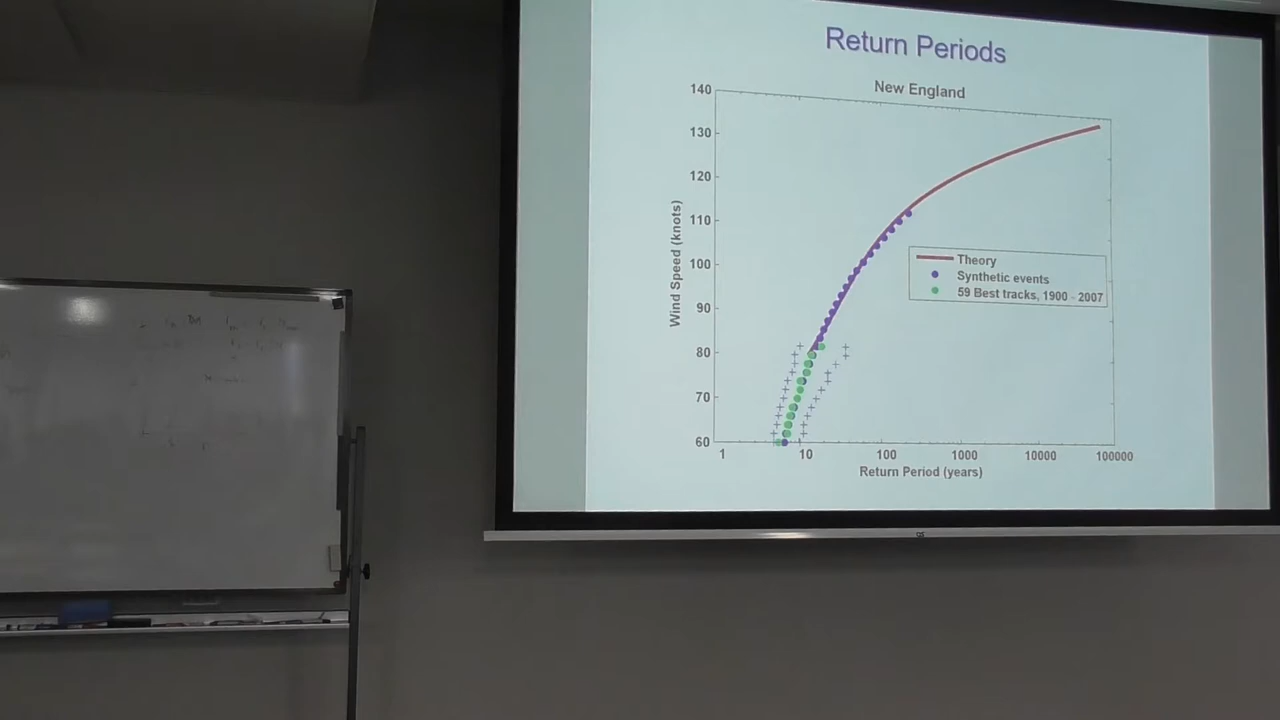 Return Periods
New England
140
130
120
110
100
90
80
70
60
Wind Speed (knots)
Theory
Synthetic events
59 Best tracks, 1900 - 2007
1 10 100 1000 10000 100000
Return Period (years)